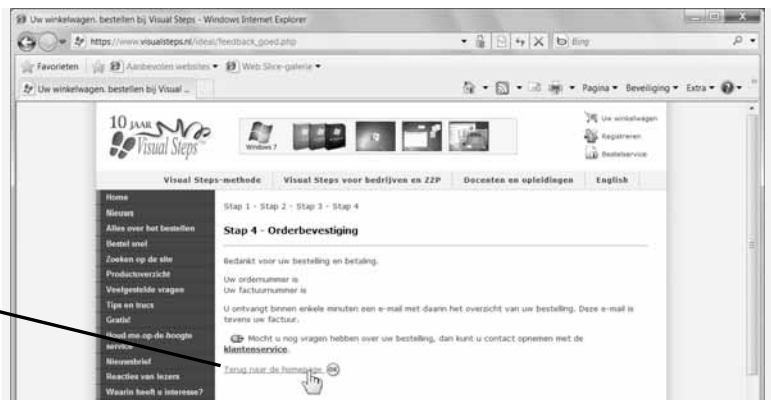 Uw winkelwagen. bestellen bij Visual Steps - Windows Internet Explorer
https://www.visualsteps.nl/ideal/feedback_goed.php
Bing
Favorieten Aanbevolen websites Web Slice-galerie
Uw winkelwagen. bestellen bij Visual ...
Pagina Beveiliging Extra
10 JAAR
Visual Steps™
Windows 7
Uw winkelwagen
Registreren
Bestelservice
Visual Steps-methode Visual Steps voor bedrijven en ZZP Docenten en opleidingen English
Home
Nieuws
Alles over het bestellen
Bestel snel
Zoeken op de site
Productoverzicht
Veelgestelde vragen
Tips en trucs
Gratis!
Houd me op de hoogte
service
Nieuwsbrief
Reacties van lezers
Waarin heeft u interesse?
Stap 1 - Stap 2 - Stap 3 - Stap 4
Stap 4 - Orderbevestiging
Bedankt voor uw bestelling en betaling.
Uw ordernummer is
Uw factuurnummer is
U ontvangt binnen enkele minuten een e-mail met daarin het overzicht van uw bestelling. Deze e-mail is
tevens uw factuur.
Mocht u nog vragen hebben over uw bestelling, dan kunt u contact opnemen met de
klantenservice.
Terug naar de homepage OK